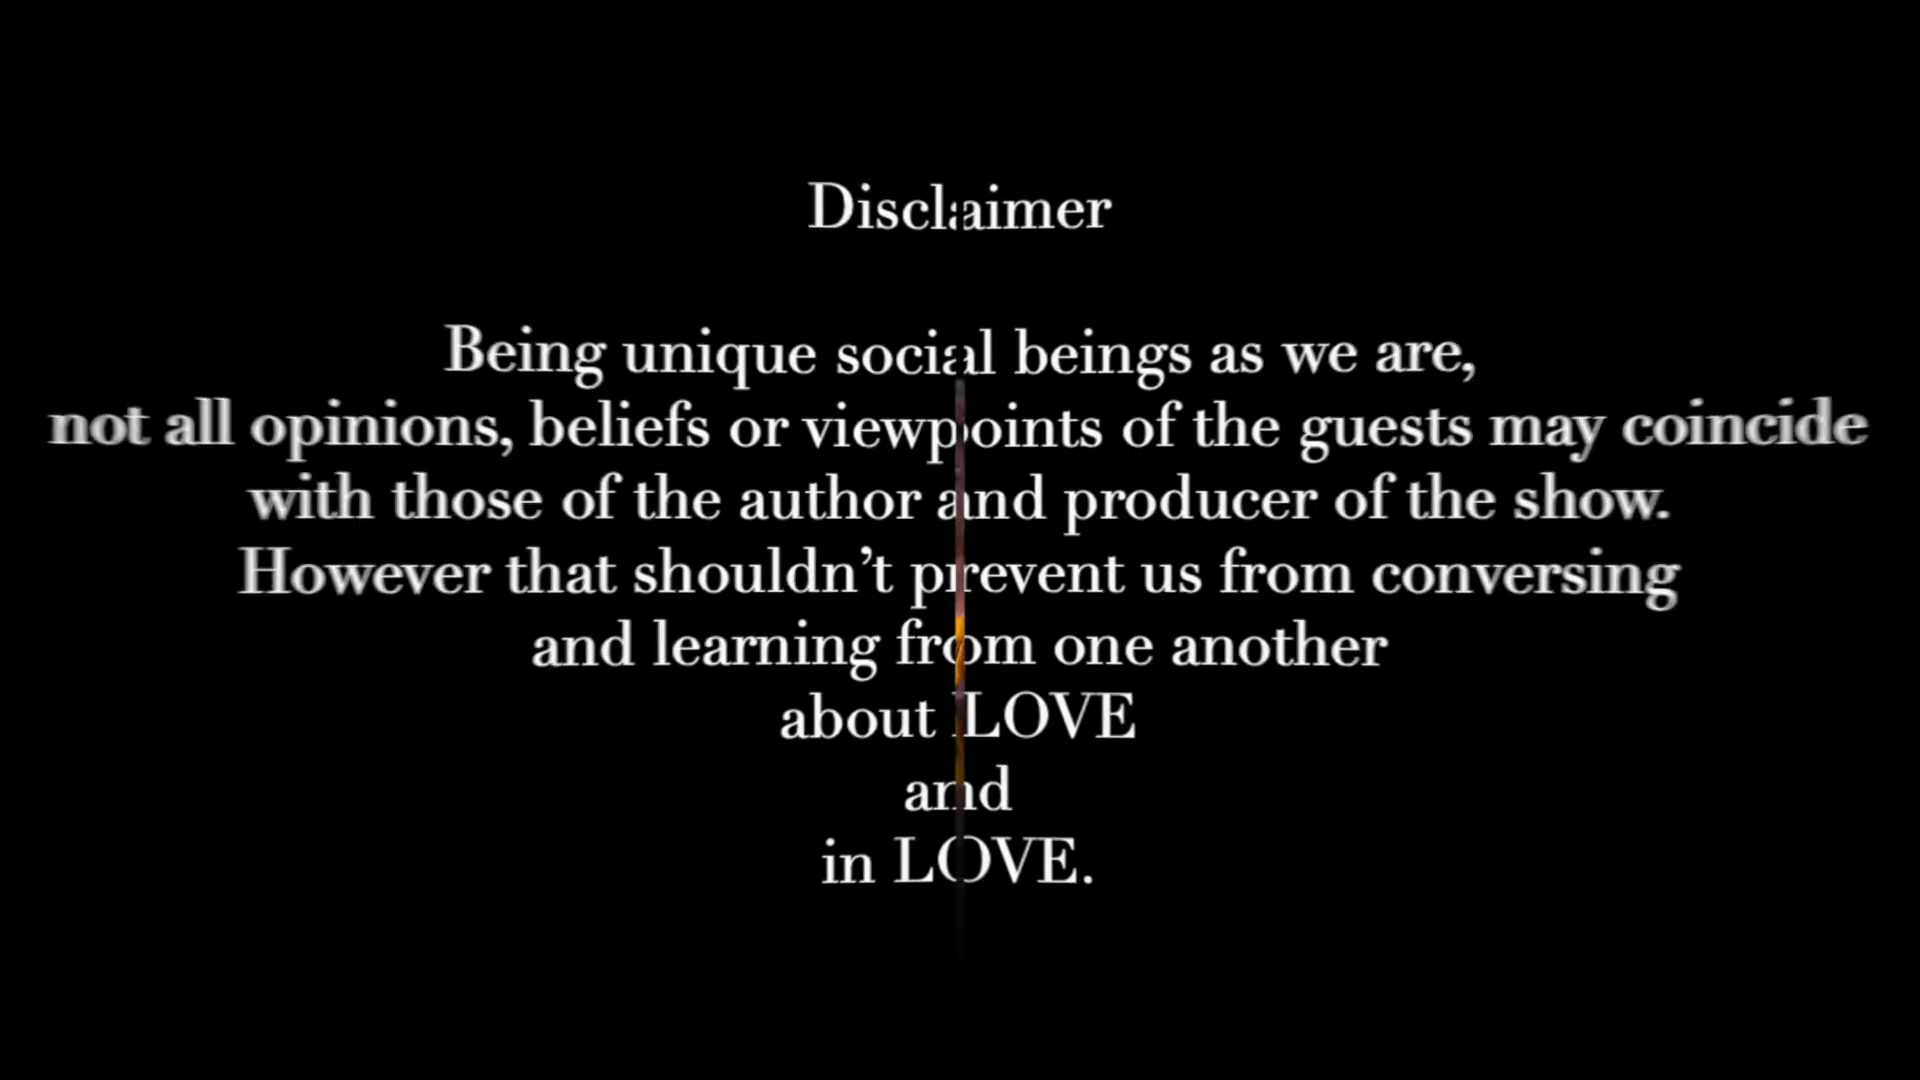 Disclaimer
Being unique social beings as we are,
not all opinions, beliefs or viewpoints of the guests may coincide
with those of the author and producer of the show.
However that shouldn’t prevent us from conversing
and learning from one another
about LOVE
and
in LOVE.